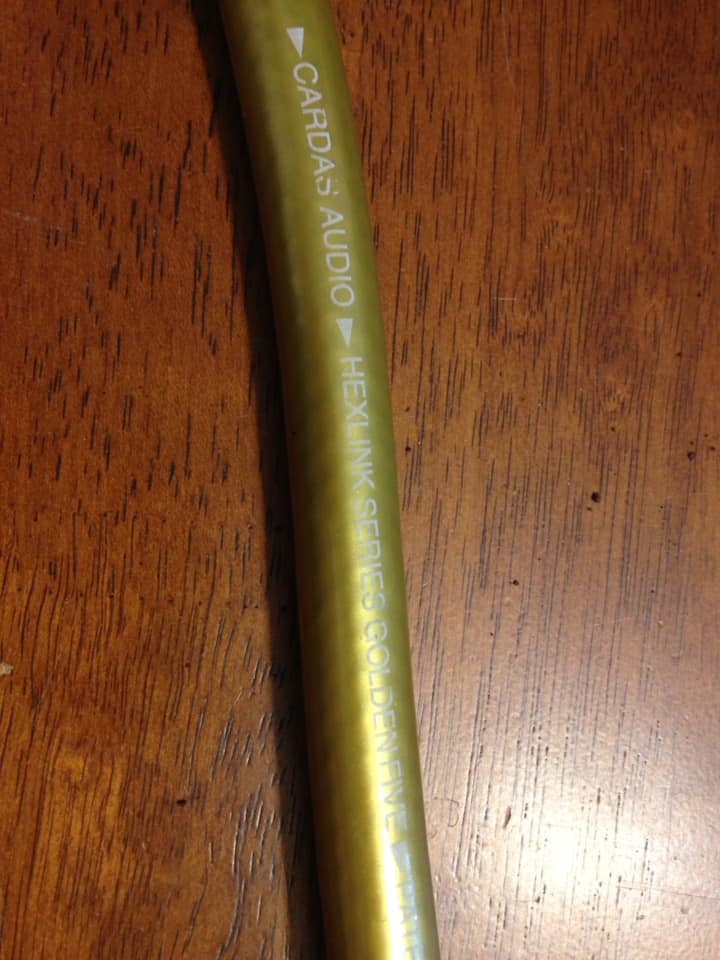 ▶CARDAS AUDIO ▶ HEXLINK SERIES GOLDEN FIVE ▶